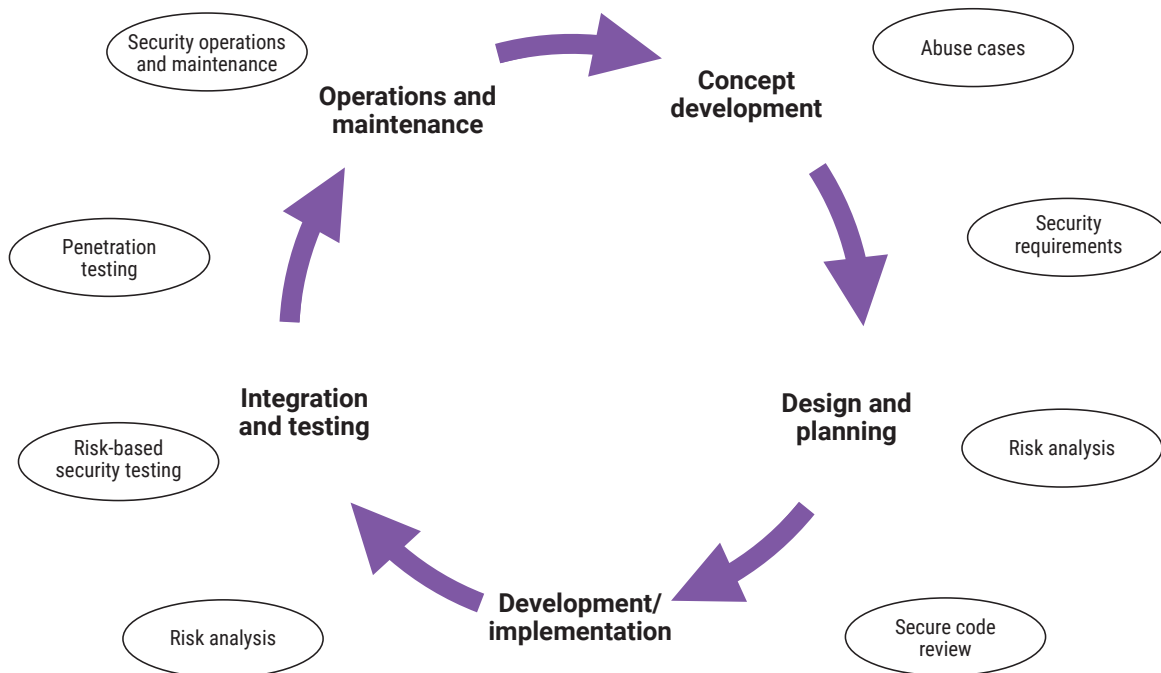 Security operations
and maintenance
Abuse cases
Operations and
maintenance
Concept
development
Penetration
testing
Security
requirements
Integration
and testing
Design and
planning
Risk-based
security testing
Risk analysis
Development/
implementation
Risk analysis
Secure code
review